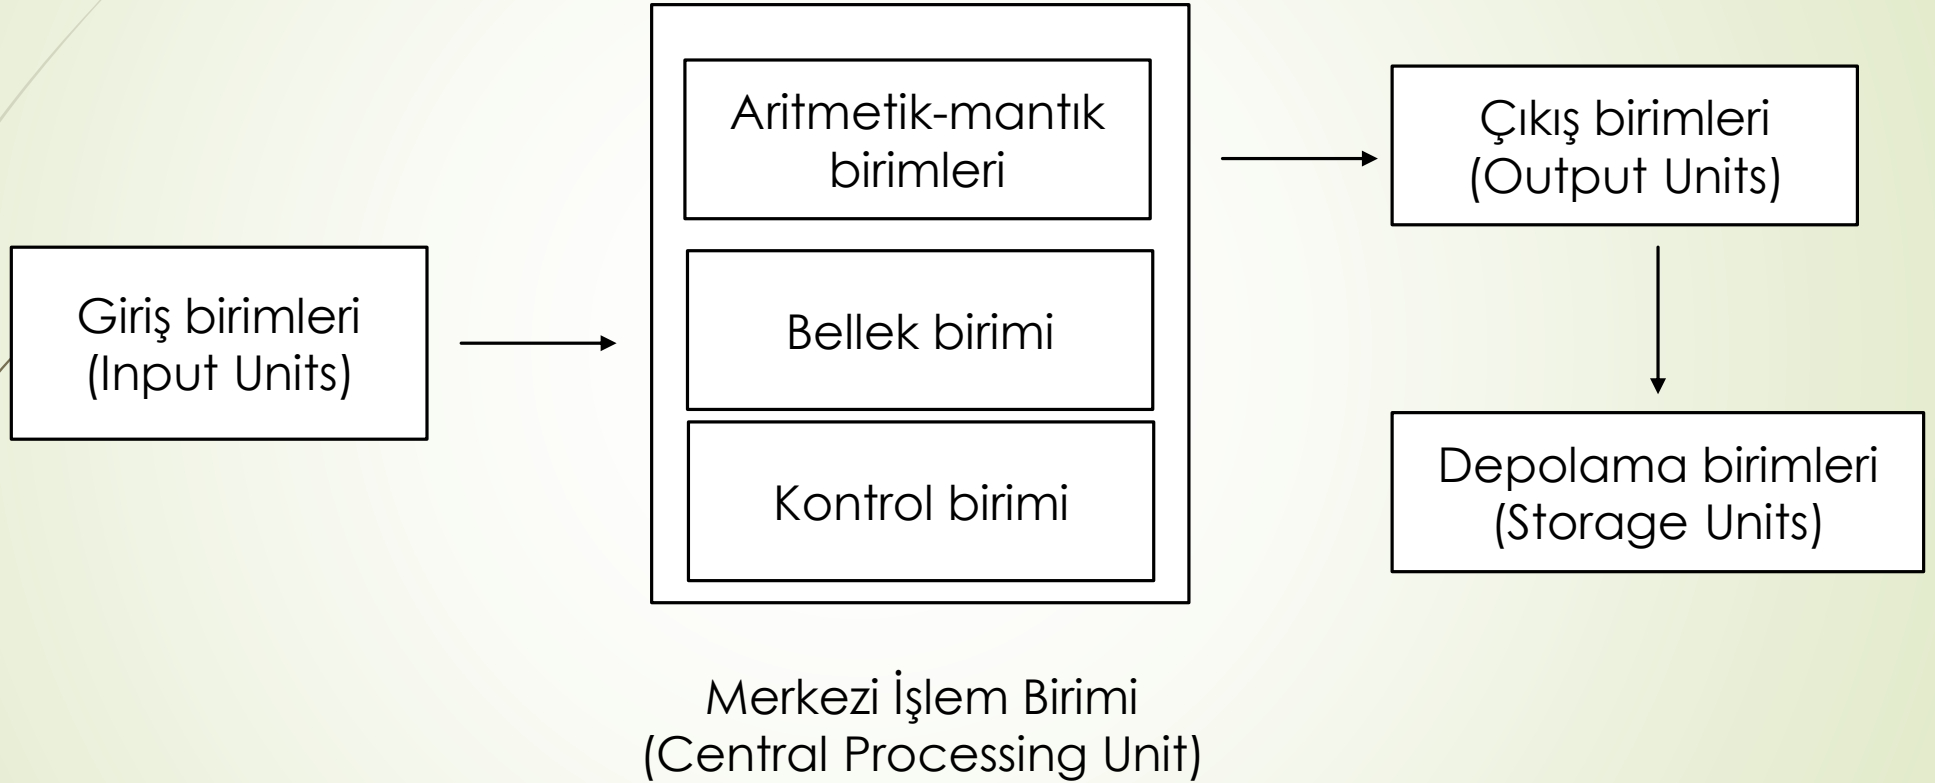 Giriş birimleri
(Input Units)
Aritmetik-mantık
birimleri
Bellek birimi
Kontrol birimi
Merkezi İşlem Birimi
(Central Processing Unit)
Çıkış birimleri
(Output Units)
Depolama birimleri
(Storage Units)